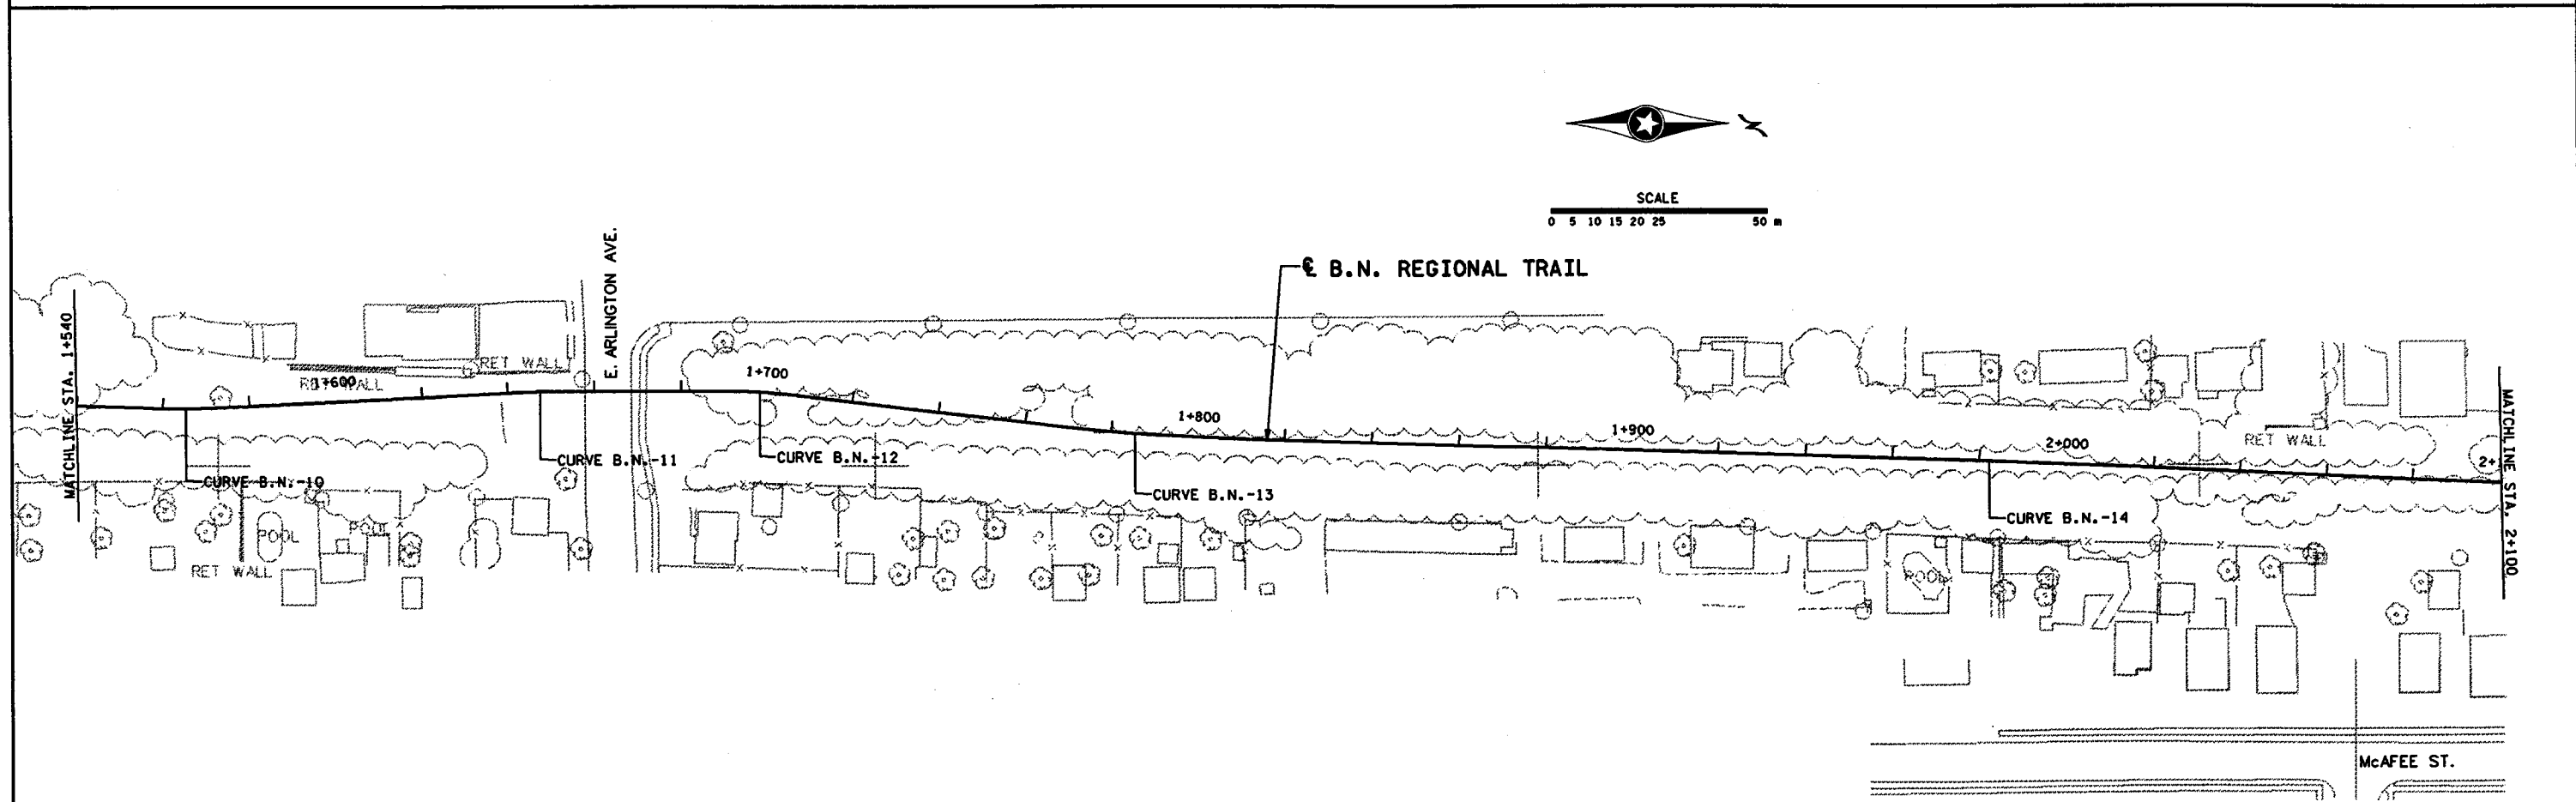 N
SCALE
0 5 10 15 20 25 50 m
E. ARLINGTON AVE.
℄ B.N. REGIONAL TRAIL
MATCHLINE STA. 1+540
RET WALL
RET WALL
1+600
1+700
1+800
1+900
2+000
2+
RET WALL
MATCHLINE STA. 2+100
CURVE B.N.-10
CURVE B.N.-11
CURVE B.N.-12
CURVE B.N.-13
CURVE B.N.-14
POOL
POOL
POOL
RET WALL
McAFEE ST.